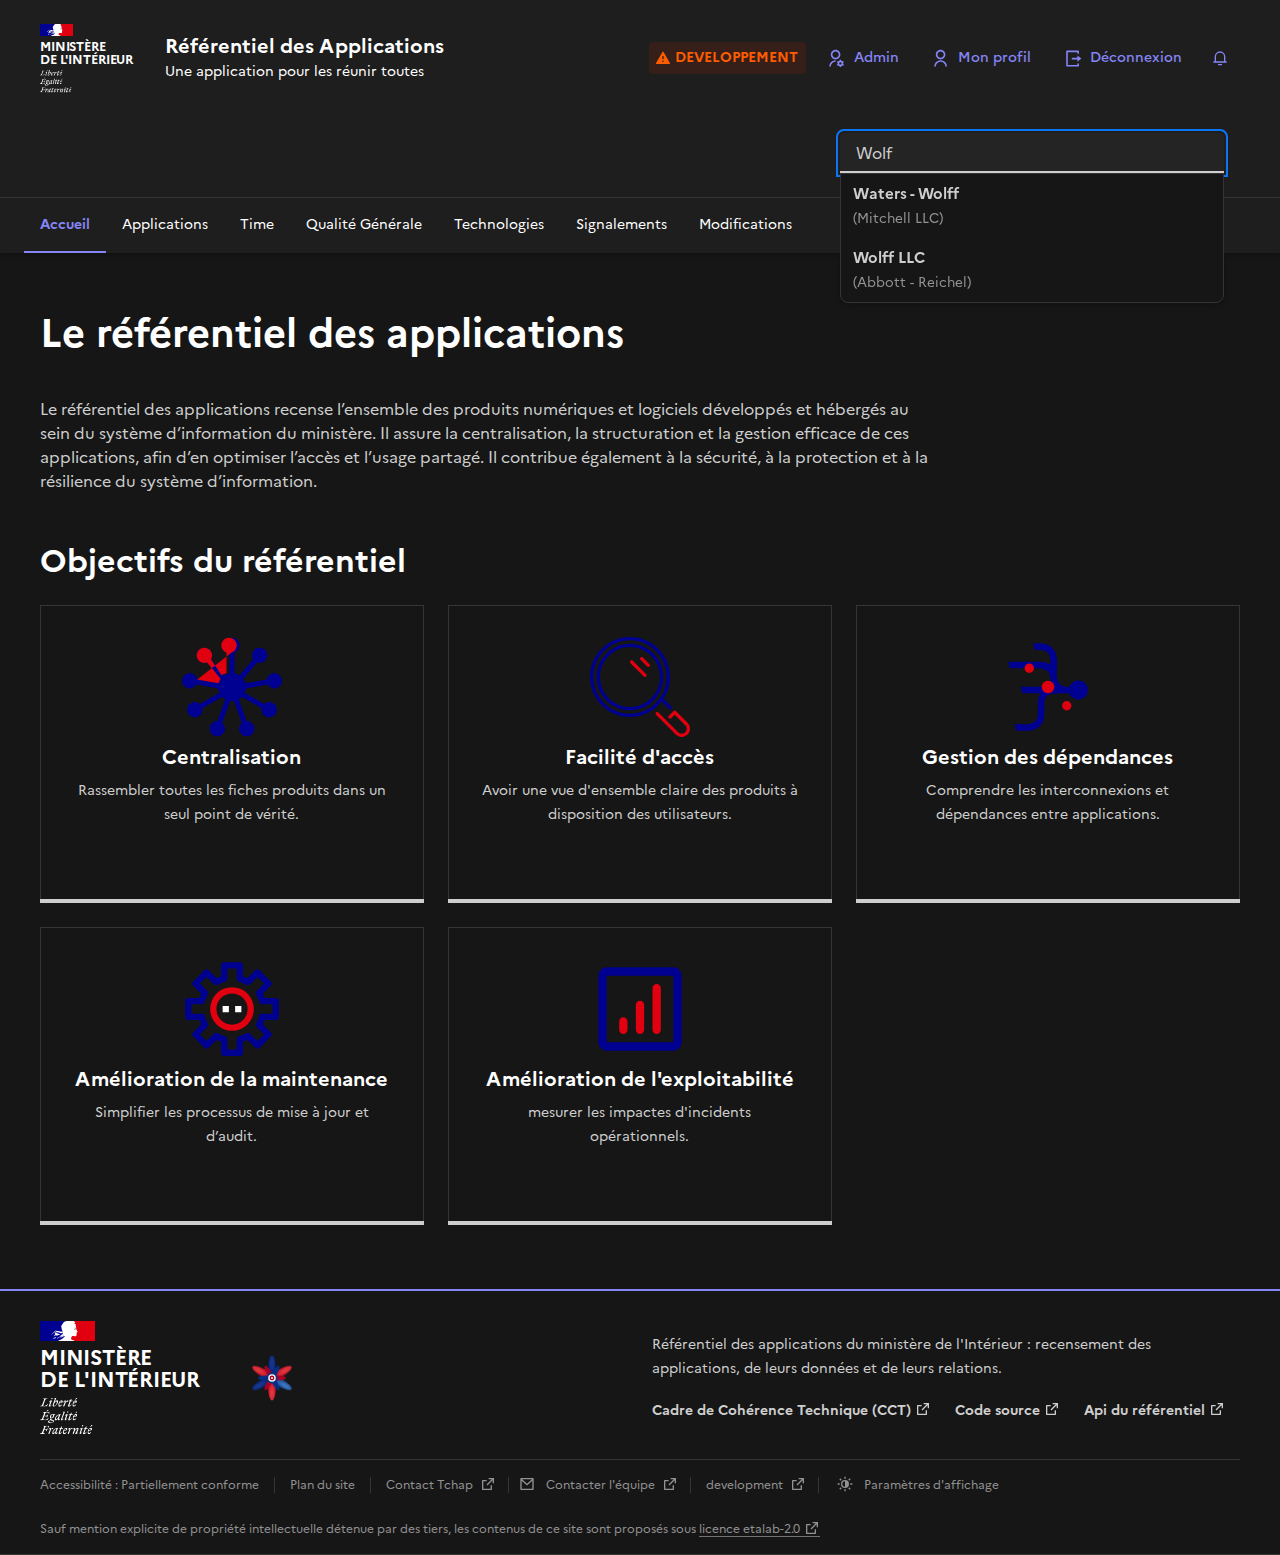 MINISTÈRE
DE L'INTÉRIEUR
Liberté
Égalité
Fraternité
Référentiel des Applications
Une application pour les réunir toutes
DEVELOPPEMENT
Admin
Mon profil
Déconnexion
Wolf
Waters - Wolff
(Mitchell LLC)
Wolff LLC
(Abbott - Reichel)
Accueil
Applications
Time
Qualité Générale
Technologies
Signalements
Modifications
Le référentiel des applications
Le référentiel des applications recense l’ensemble des produits numériques et logiciels développés et hébergés au
sein du système d’information du ministère. Il assure la centralisation, la structuration et la gestion efficace de ces
applications, afin d’en optimiser l’accès et l’usage partagé. Il contribue également à la sécurité, à la protection et à la
résilience du système d’information.
Objectifs du référentiel
Centralisation
Rassembler toutes les fiches produits dans un
seul point de vérité.
Facilité d'accès
Avoir une vue d'ensemble claire des produits à
disposition des utilisateurs.
Gestion des dépendances
Comprendre les interconnexions et
dépendances entre applications.
Amélioration de la maintenance
Simplifier les processus de mise à jour et
d’audit.
Amélioration de l'exploitabilité
mesurer les impactes d'incidents
opérationnels.
MINISTÈRE
DE L'INTÉRIEUR
Liberté
Égalité
Fraternité
Référentiel des applications du ministère de l'Intérieur : recensement des
applications, de leurs données et de leurs relations.
Cadre de Cohérence Technique (CCT)
Code source
Api du référentiel
Accessibilité : Partiellement conforme
Plan du site
Contact Tchap
Contacter l'équipe
development
Paramètres d'affichage
Sauf mention explicite de propriété intellectuelle détenue par des tiers, les contenus de ce site sont proposés sous licence etalab-2.0